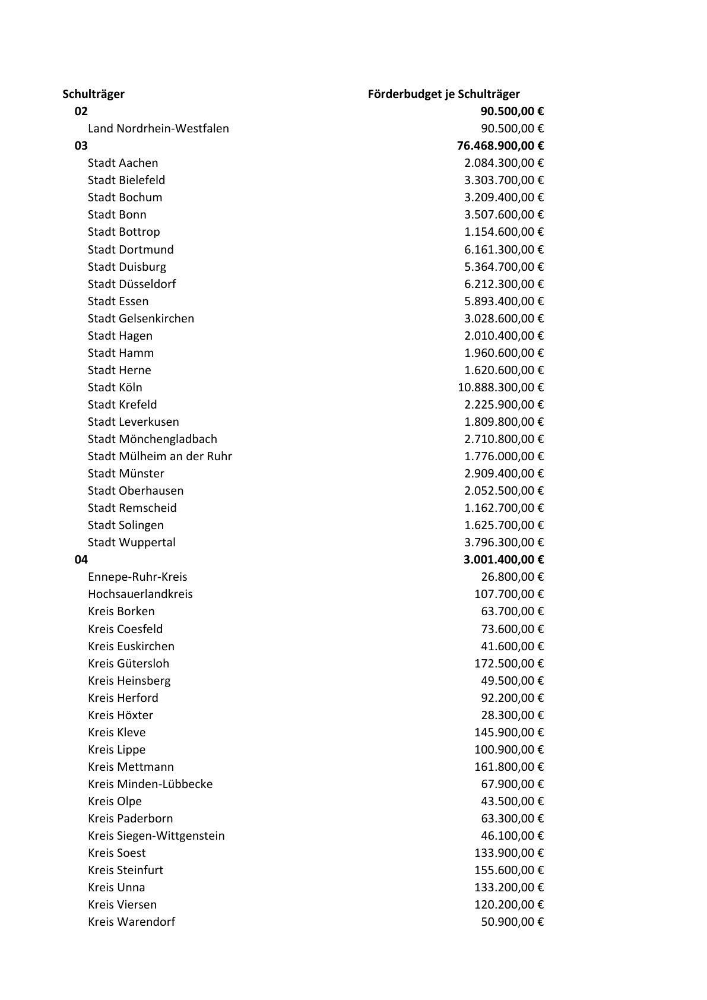 Schulträger Förderbudget je Schulträger
02 90.500,00 €
Land Nordrhein-Westfalen 90.500,00 €
03 76.468.900,00 €
Stadt Aachen 2.084.300,00 €
Stadt Bielefeld 3.303.700,00 €
Stadt Bochum 3.209.400,00 €
Stadt Bonn 3.507.600,00 €
Stadt Bottrop 1.154.600,00 €
Stadt Dortmund 6.161.300,00 €
Stadt Duisburg 5.364.700,00 €
Stadt Düsseldorf 6.212.300,00 €
Stadt Essen 5.893.400,00 €
Stadt Gelsenkirchen 3.028.600,00 €
Stadt Hagen 2.010.400,00 €
Stadt Hamm 1.960.600,00 €
Stadt Herne 1.620.600,00 €
Stadt Köln 10.888.300,00 €
Stadt Krefeld 2.225.900,00 €
Stadt Leverkusen 1.809.800,00 €
Stadt Mönchengladbach 2.710.800,00 €
Stadt Mülheim an der Ruhr 1.776.000,00 €
Stadt Münster 2.909.400,00 €
Stadt Oberhausen 2.052.500,00 €
Stadt Remscheid 1.162.700,00 €
Stadt Solingen 1.625.700,00 €
Stadt Wuppertal 3.796.300,00 €
04 3.001.400,00 €
Ennepe-Ruhr-Kreis 26.800,00 €
Hochsauerlandkreis 107.700,00 €
Kreis Borken 63.700,00 €
Kreis Coesfeld 73.600,00 €
Kreis Euskirchen 41.600,00 €
Kreis Gütersloh 172.500,00 €
Kreis Heinsberg 49.500,00 €
Kreis Herford 92.200,00 €
Kreis Höxter 28.300,00 €
Kreis Kleve 145.900,00 €
Kreis Lippe 100.900,00 €
Kreis Mettmann 161.800,00 €
Kreis Minden-Lübbecke 67.900,00 €
Kreis Olpe 43.500,00 €
Kreis Paderborn 63.300,00 €
Kreis Siegen-Wittgenstein 46.100,00 €
Kreis Soest 133.900,00 €
Kreis Steinfurt 155.600,00 €
Kreis Unna 133.200,00 €
Kreis Viersen 120.200,00 €
Kreis Warendorf 50.900,00 €